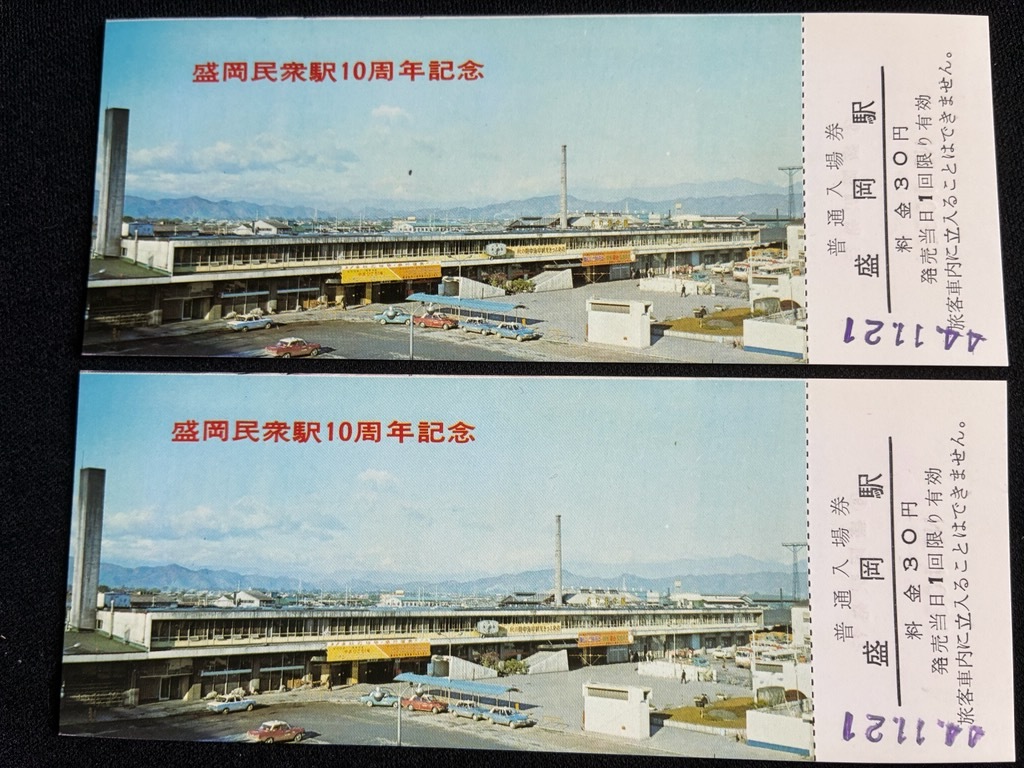 盛岡民衆駅10周年記念
普通入場券
盛岡駅
料金30円
発売当日1回限り有効
旅客車内に立入ることはできません。
44.11.21
盛岡民衆駅10周年記念
普通入場券
盛岡駅
料金30円
発売当日1回限り有効
旅客車内に立入ることはできません。
44.11.21